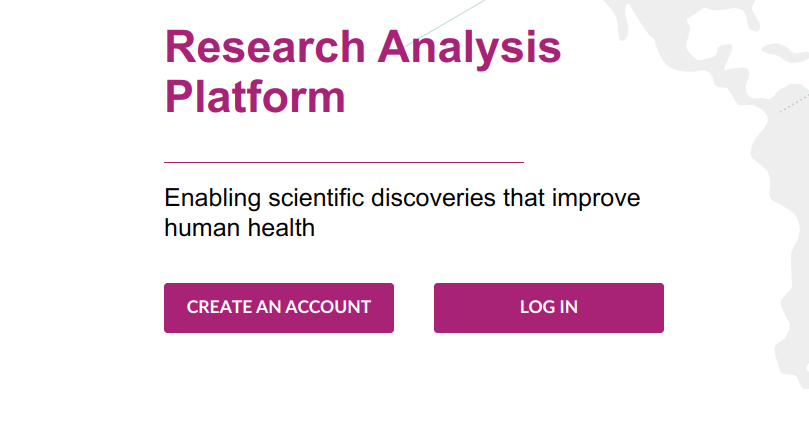 Research Analysis
Platform
Enabling scientific discoveries that improve
human health
CREATE AN ACCOUNT
LOG IN